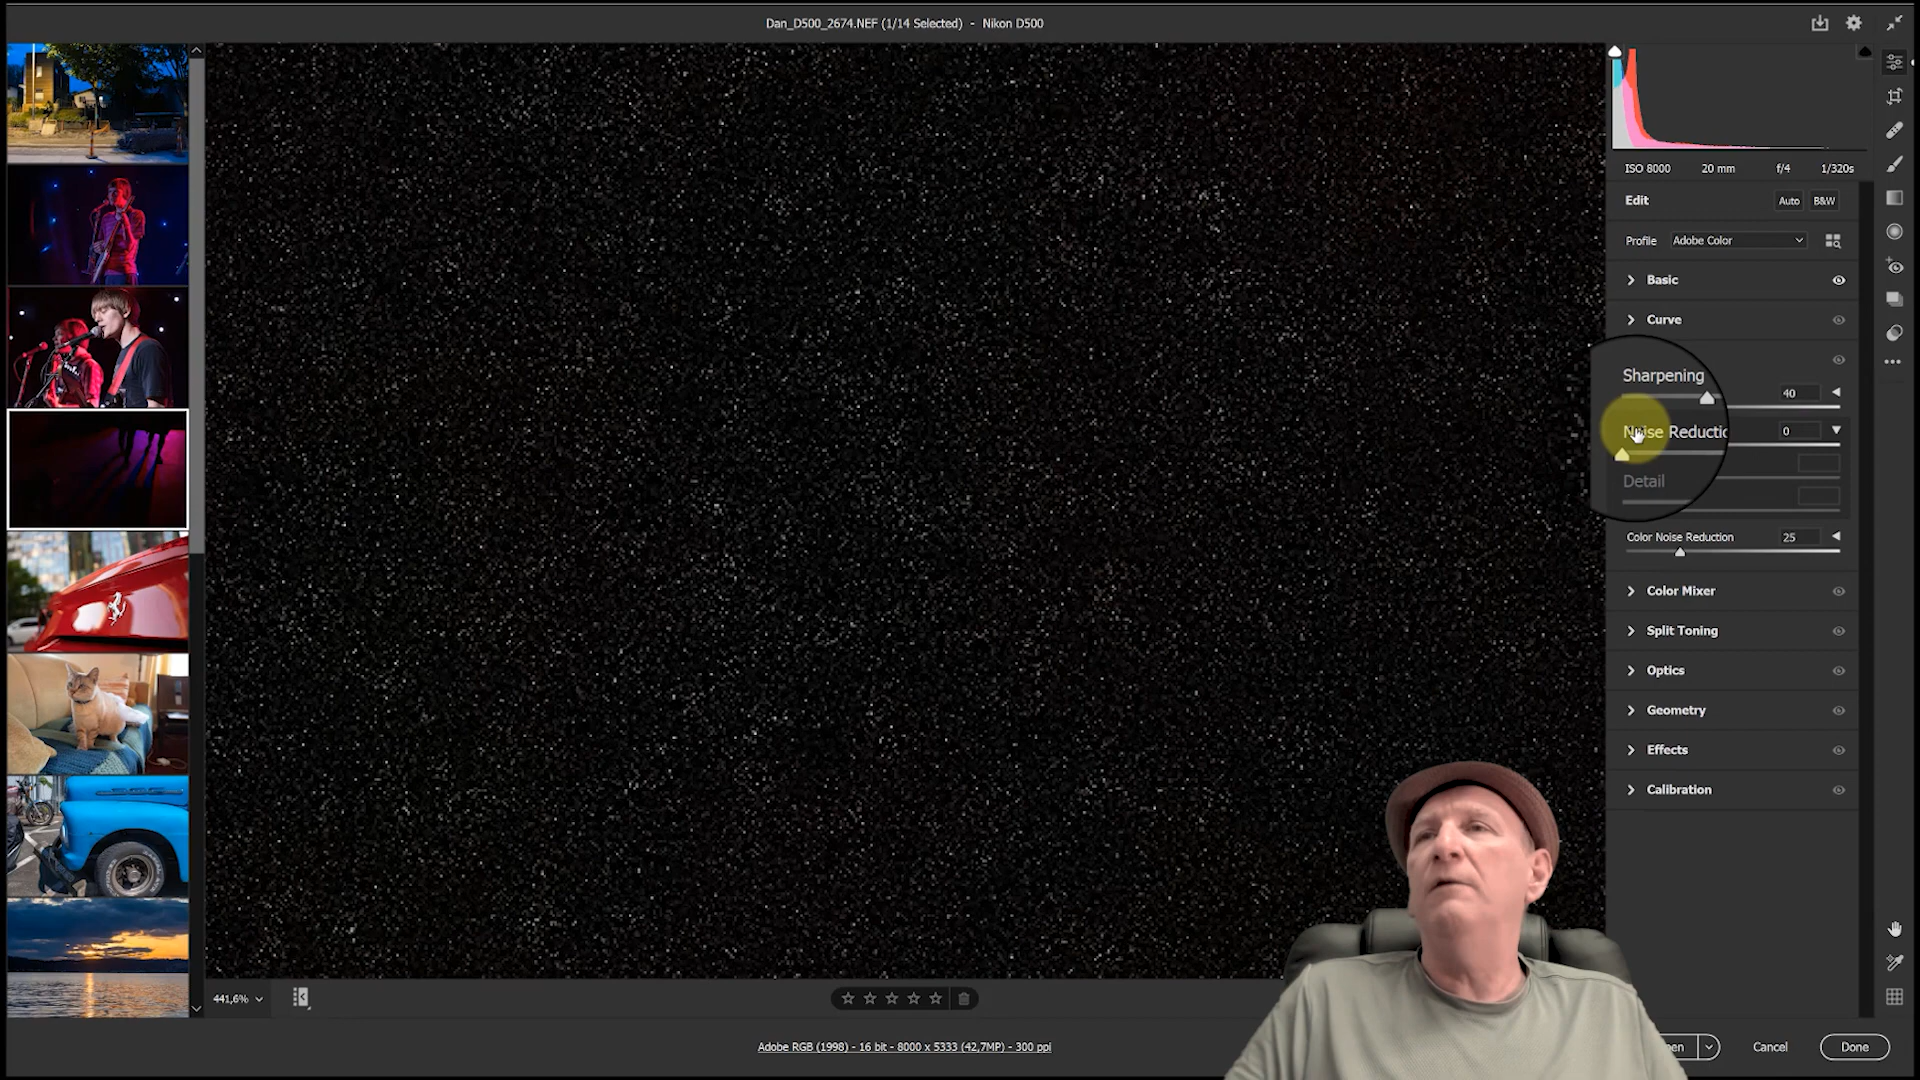 Dan_D500_2674.NEF (1/14 Selected) - Nikon D500
ISO 8000 20 mm f/4 1/320s
Edit Auto B&W
Profile Adobe Color
Basic
Curve
Sharpening 40
Noise Reductio 0
Detail
Color Noise Reduction 25
Color Mixer
Split Toning
Optics
Geometry
Effects
Calibration
441,6%
Adobe RGB (1998) - 16 bit - 8000 x 5333 (42,7MP) - 300 ppi
Cancel Done